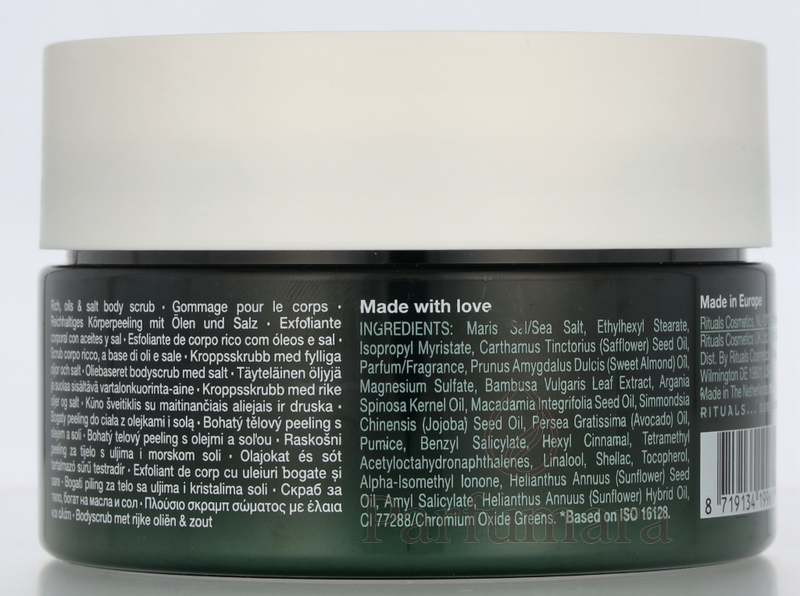 Rich, oils & salt body scrub · Gommage pour le corps ·
Reichhaltiges Körperpeeling mit Ölen und Salz · Exfoliante
corporal con aceites y sal · Esfoliante de corpo rico com óleos e sal ·
Scrub corpo ricco, a base di oli e sale · Kroppsskrubb med fylliga
oljor och salt · Oliebaseret bodyscrub med salt · Täyteläinen öljyjä
ja suolaa sisältävä vartalonkuorinta-aine · Kroppsskrubb med rike
oljer og salt · Kūno šveitiklis su maitinančiais aliejais ir druska ·
Bogaty peeling do ciała z olejkami i solą · Bohatý tělový peeling s
olejem a solí · Bohatý telový peeling s olejmi a soľou · Raskošni
peeling za tijelo s uljima i morskom soli · Olajokat és sót
tartalmazó sűrű testradír · Exfoliant de corp cu uleiuri bogate și
sare · Bogati piling za telo sa uljima i kristalima soli · Скраб за
тяло, богат на масла и сол · Πλούσιο σκραμπ σώματος με έλαια
και αλάτι · Bodyscrub met rijke oliën & zout
Made with love
INGREDIENTS: Maris Sal/Sea Salt, Ethylhexyl Stearate,
Isopropyl Myristate, Carthamus Tinctorius (Safflower) Seed Oil,
Parfum/Fragrance, Prunus Amygdalus Dulcis (Sweet Almond) Oil,
Magnesium Sulfate, Bambusa Vulgaris Leaf Extract, Argania
Spinosa Kernel Oil, Macadamia Integrifolia Seed Oil, Simmondsia
Chinensis (Jojoba) Seed Oil, Persea Gratissima (Avocado) Oil,
Pumice, Benzyl Salicylate, Hexyl Cinnamal, Tetramethyl
Acetyloctahydronaphthalenes, Linalool, Shellac, Tocopherol,
Alpha-Isomethyl Ionone, Helianthus Annuus (Sunflower) Seed
Oil, Amyl Salicylate, Helianthus Annuus (Sunflower) Hybrid Oil,
CI 77288/Chromium Oxide Greens. *Based on ISO 16128.
Made in Europe
Rituals Cosmetics, NL
Rituals Cosmetics UK
Dist. By Rituals Cosmetics
Wilmington DE
Made in The Netherlands
RITUALS...
8 719134
Parfumara